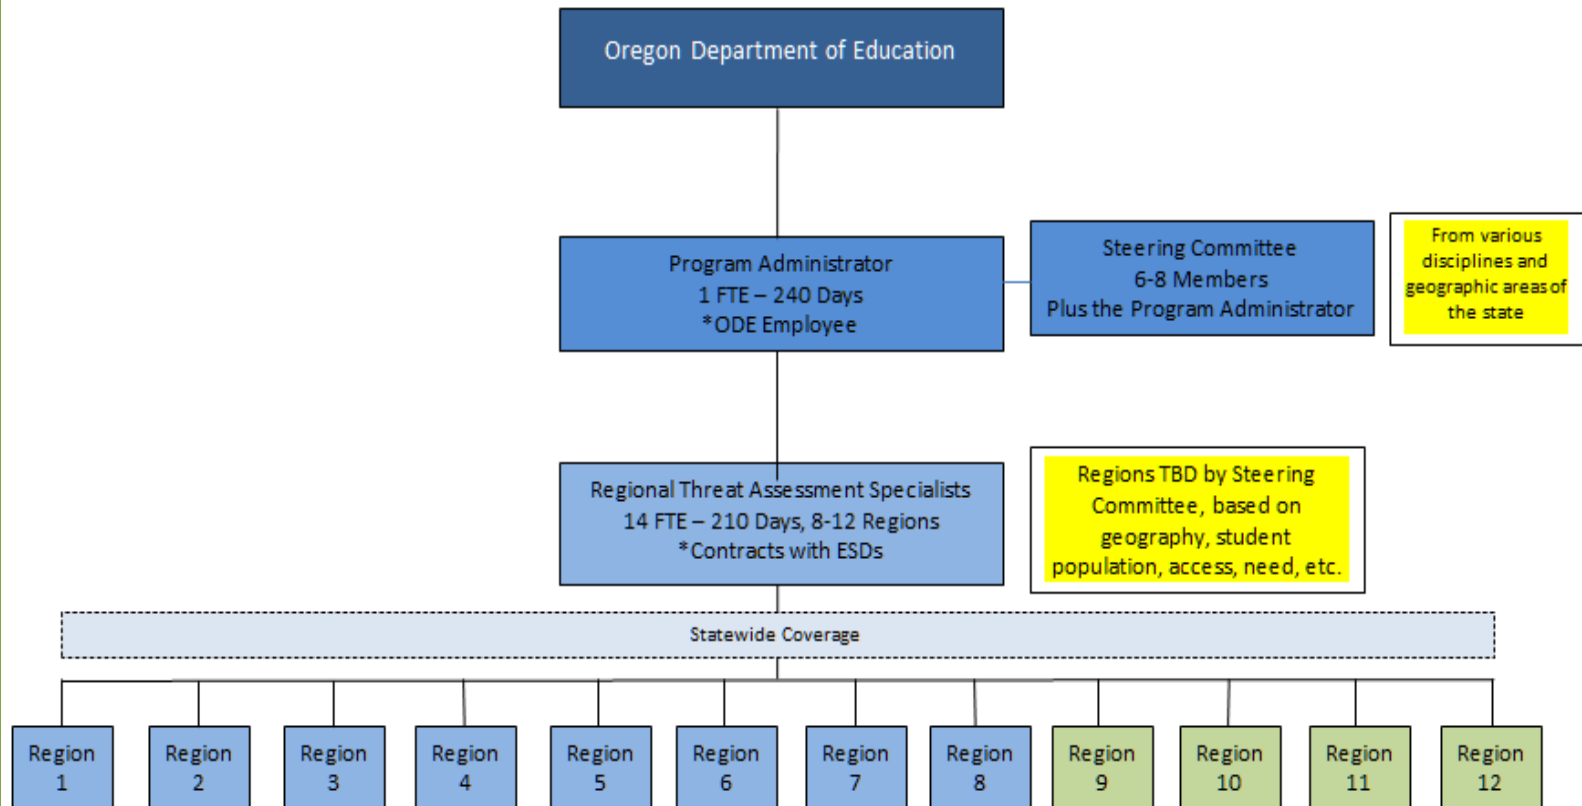 Oregon Department of Education
Program Administrator
1 FTE – 240 Days
*ODE Employee
Steering Committee
6-8 Members
Plus the Program Administrator
From various
disciplines and
geographic areas of
the state
Regional Threat Assessment Specialists
14 FTE – 210 Days, 8-12 Regions
*Contracts with ESDs
Regions TBD by Steering
Committee, based on
geography, student
population, access, need, etc.
Statewide Coverage
Region
1
Region
2
Region
3
Region
4
Region
5
Region
6
Region
7
Region
8
Region
9
Region
10
Region
11
Region
12